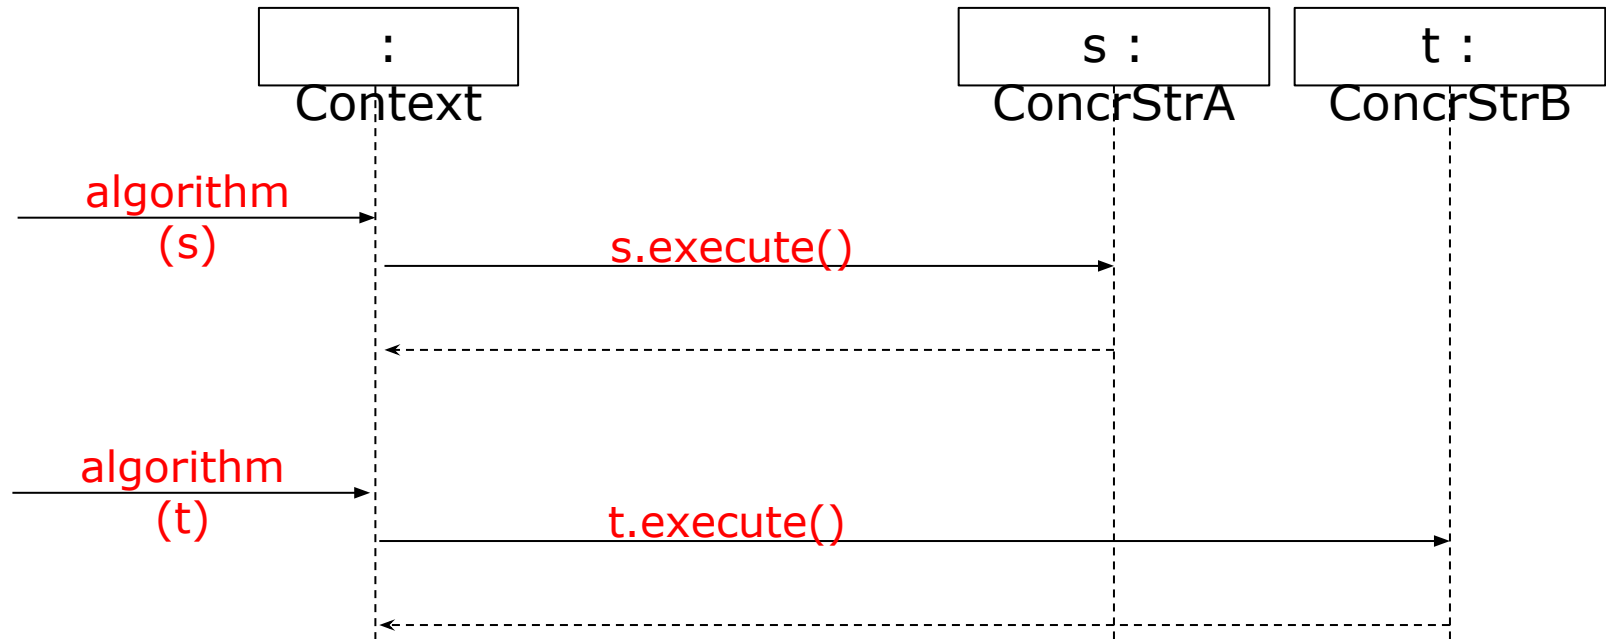 :
Context
s :
ConcrStrA
t :
ConcrStrB
algorithm
(s)
s.execute()
algorithm
(t)
t.execute()